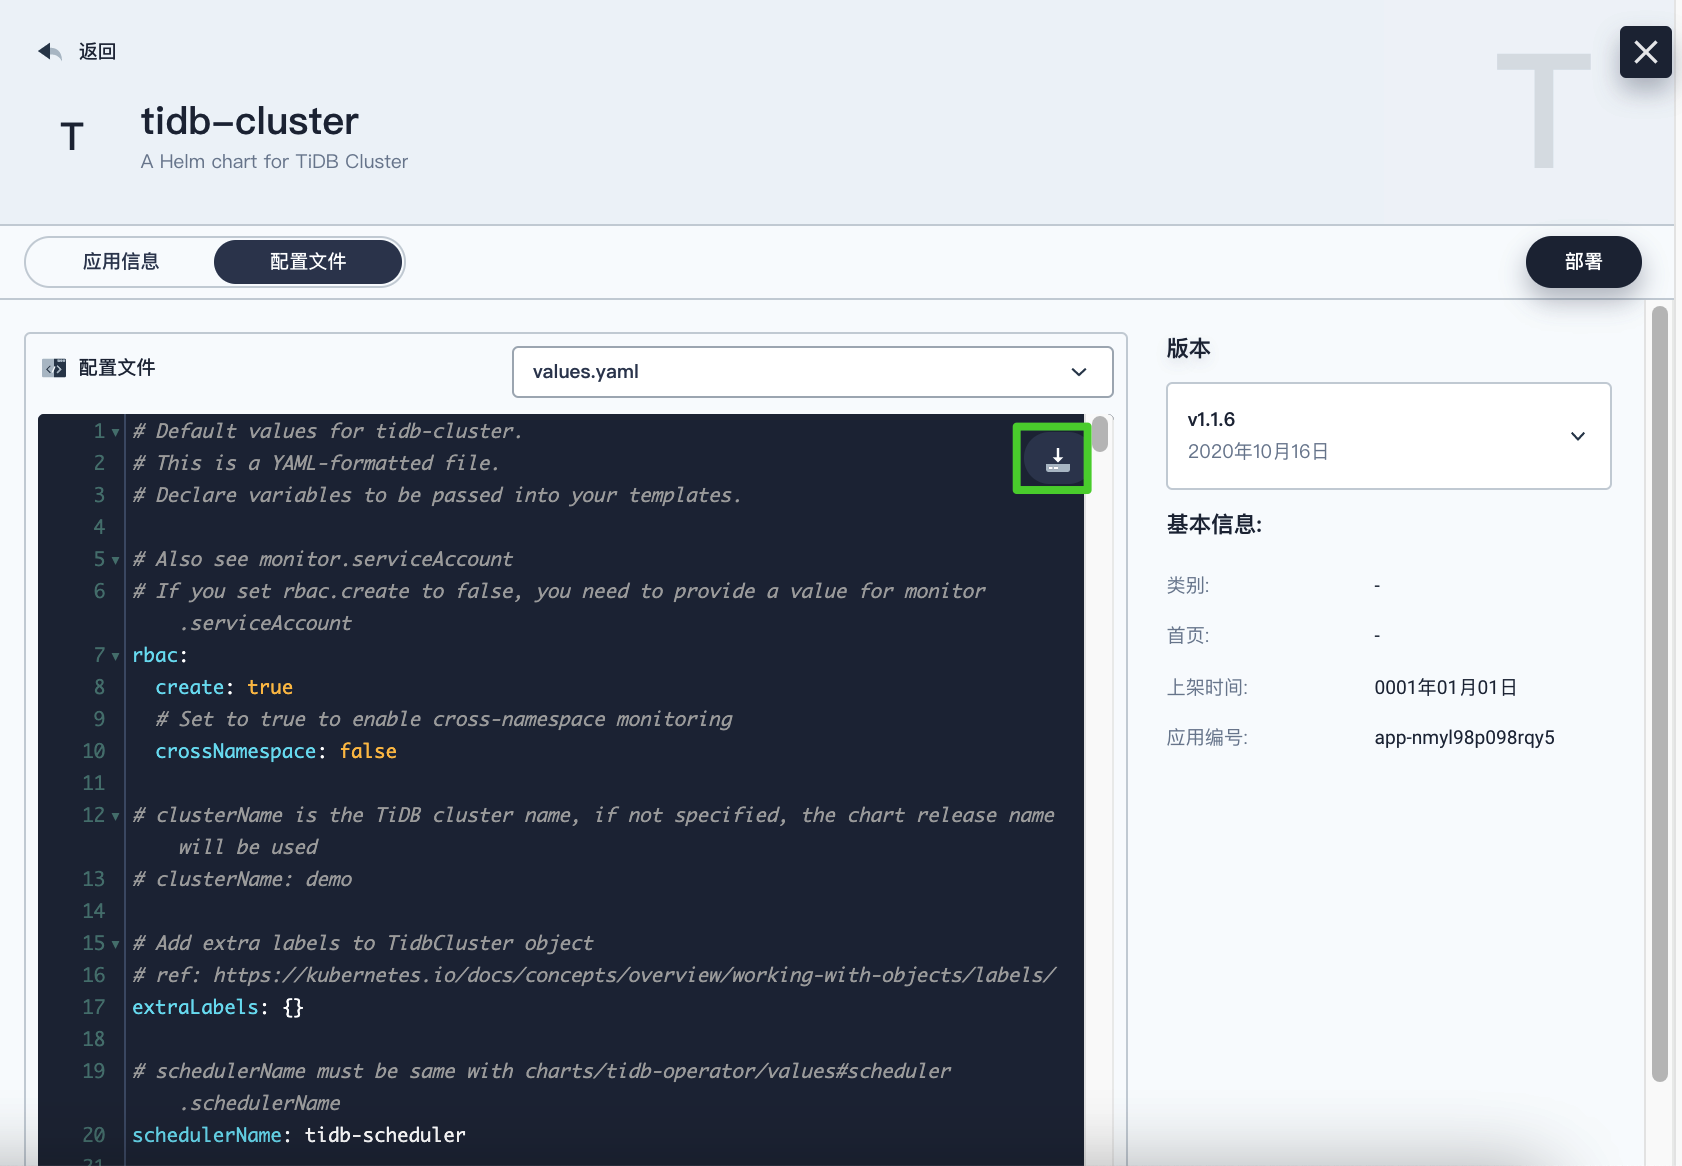 返回
T
T
tidb-cluster
A Helm chart for TiDB Cluster
应用信息
配置文件
部署
配置文件
values.yaml
1 # Default values for tidb-cluster.
2 # This is a YAML-formatted file.
3 # Declare variables to be passed into your templates.
4
5 # Also see monitor.serviceAccount
6 # If you set rbac.create to false, you need to provide a value for monitor
.serviceAccount
7 rbac:
8 create: true
9 # Set to true to enable cross-namespace monitoring
10 crossNamespace: false
11
12 # clusterName is the TiDB cluster name, if not specified, the chart release name
will be used
13 # clusterName: demo
14
15 # Add extra labels to TidbCluster object
16 # ref: https://kubernetes.io/docs/concepts/overview/working-with-objects/labels/
17 extraLabels: {}
18
19 # schedulerName must be same with charts/tidb-operator/values#scheduler
.schedulerName
20 schedulerName: tidb-scheduler
21
版本
v1.1.6
2020年10月16日
基本信息:
类别: -
首页: -
上架时间: 0001年01月01日
应用编号: app-nmyl98p098rqy5